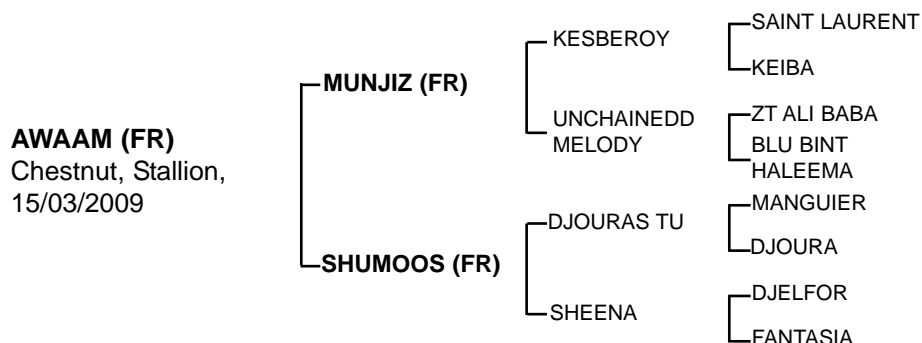 AWAAM (FR)
Chestnut, Stallion,
15/03/2009
MUNJIZ (FR)
SHUMOOS (FR)
KESBEROY
UNCHAINEDD
MELODY
DJOURAS TU
SHEENA
SAINT LAURENT
KEIBA
ZT ALI BABA
BLU BINT
HALEEMA
MANGUIER
DJOURA
DJELFOR
FANTASIA